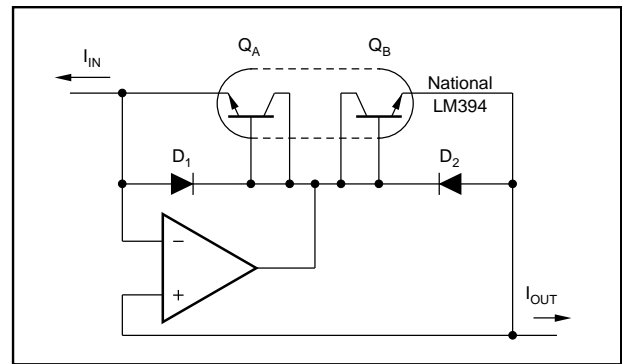 Q_A Q_B
I_IN
National
LM394
D_1 D_2
−
+
I_OUT